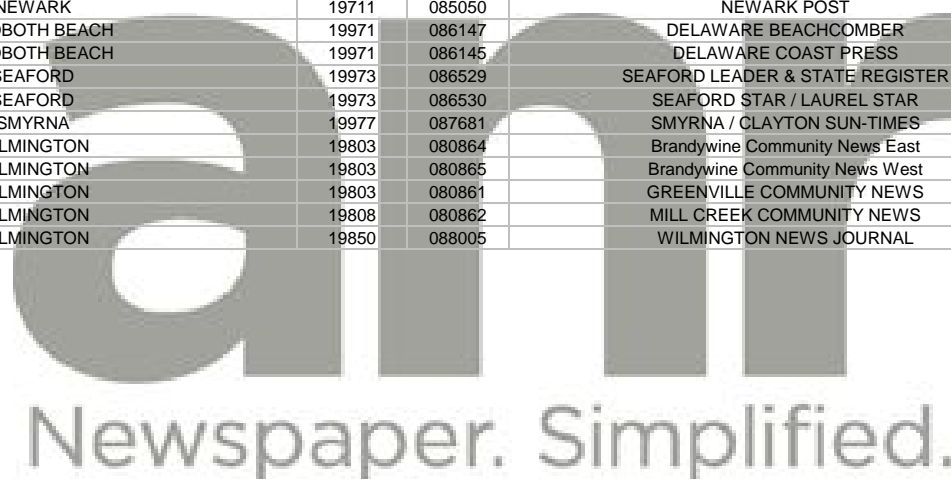 NEWARK 19711 085050 NEWARK POST
OBOTH BEACH 19971 086147 DELAWARE BEACHCOMBER
OBOTH BEACH 19971 086145 DELAWARE COAST PRESS
SEAFORD 19973 086529 SEAFORD LEADER & STATE REGISTER
SEAFORD 19973 086530 SEAFORD STAR / LAUREL STAR
SMYRNA 19977 087681 SMYRNA / CLAYTON SUN-TIMES
LMINGTON 19803 080864 Brandywine Community News East
LMINGTON 19803 080865 Brandywine Community News West
LMINGTON 19803 080861 GREENVILLE COMMUNITY NEWS
LMINGTON 19808 080862 MILL CREEK COMMUNITY NEWS
LMINGTON 19850 088005 WILMINGTON NEWS JOURNAL
anr
Newspaper. Simplified.